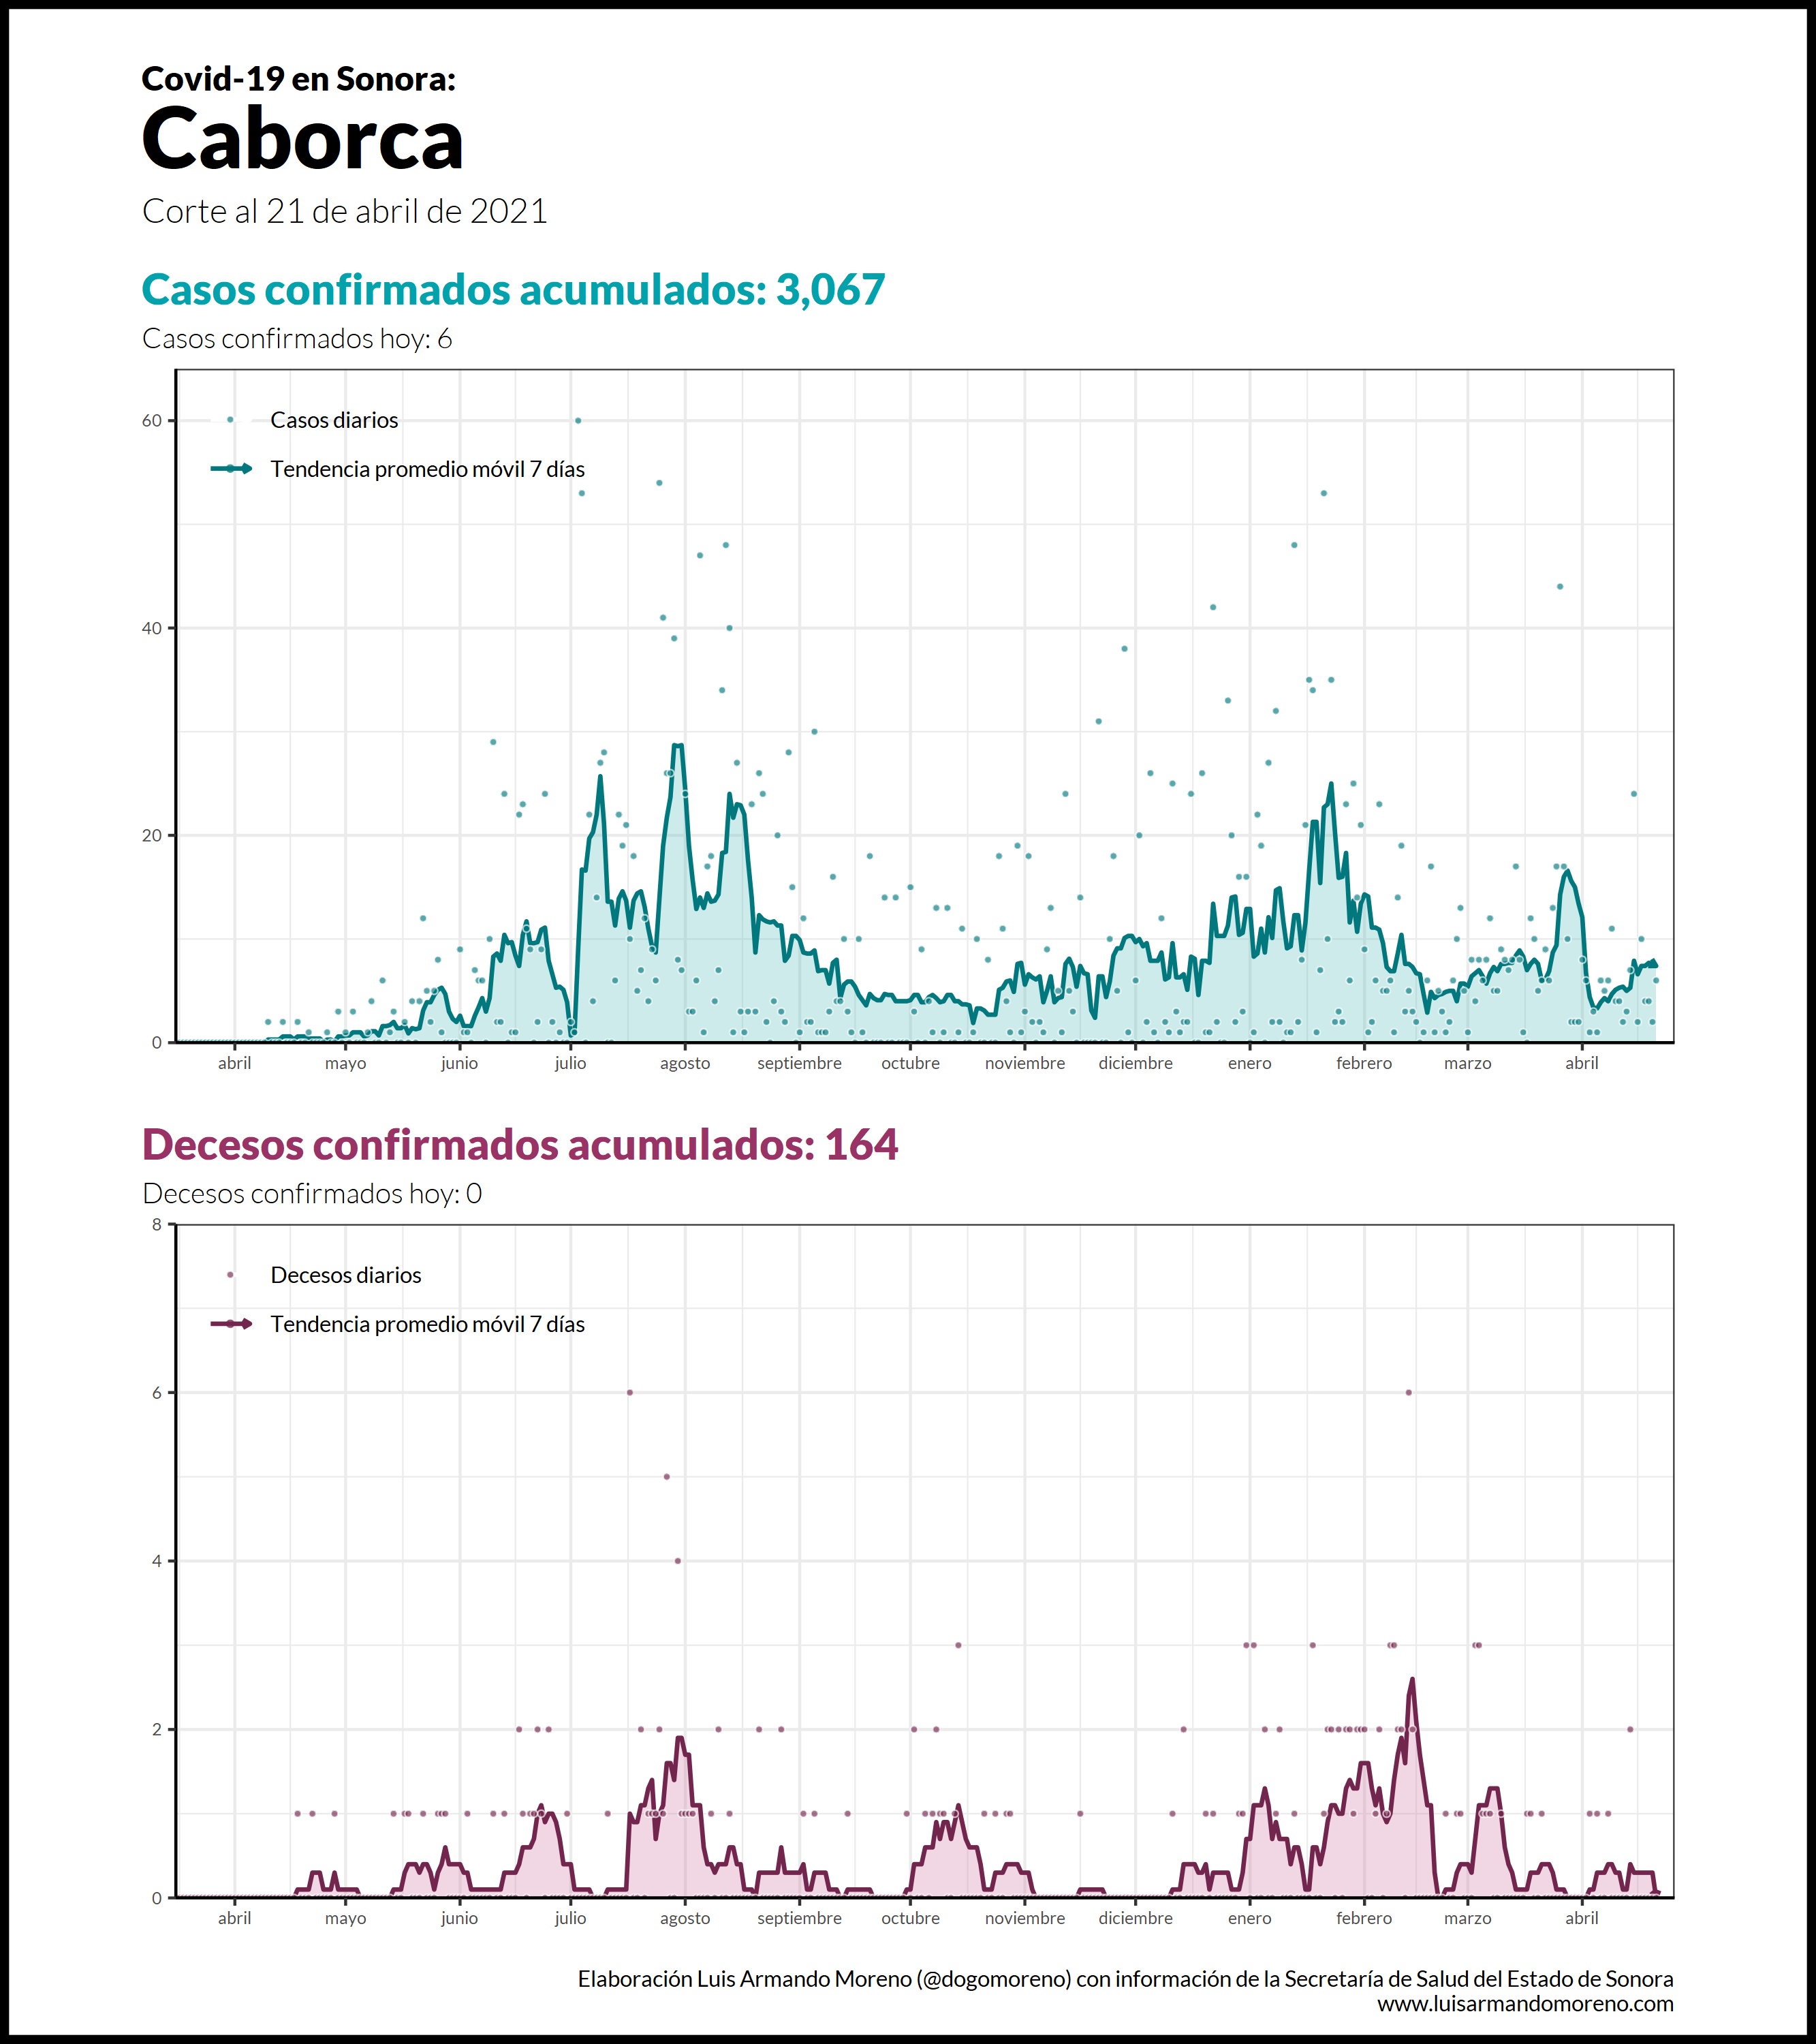 Covid-19 en Sonora:
Caborca
Corte al 21 de abril de 2021
Casos confirmados acumulados: 3,067
Casos confirmados hoy: 6
60
40
20
0
Casos diarios
Tendencia promedio móvil 7 días
abril mayo junio julio agosto septiembre octubre noviembre diciembre enero febrero marzo abril
Decesos confirmados acumulados: 164
Decesos confirmados hoy: 0
8
6
4
2
0
Decesos diarios
Tendencia promedio móvil 7 días
abril mayo junio julio agosto septiembre octubre noviembre diciembre enero febrero marzo abril
Elaboración Luis Armando Moreno (@dogomoreno) con información de la Secretaría de Salud del Estado de Sonora
www.luisarmandomoreno.com